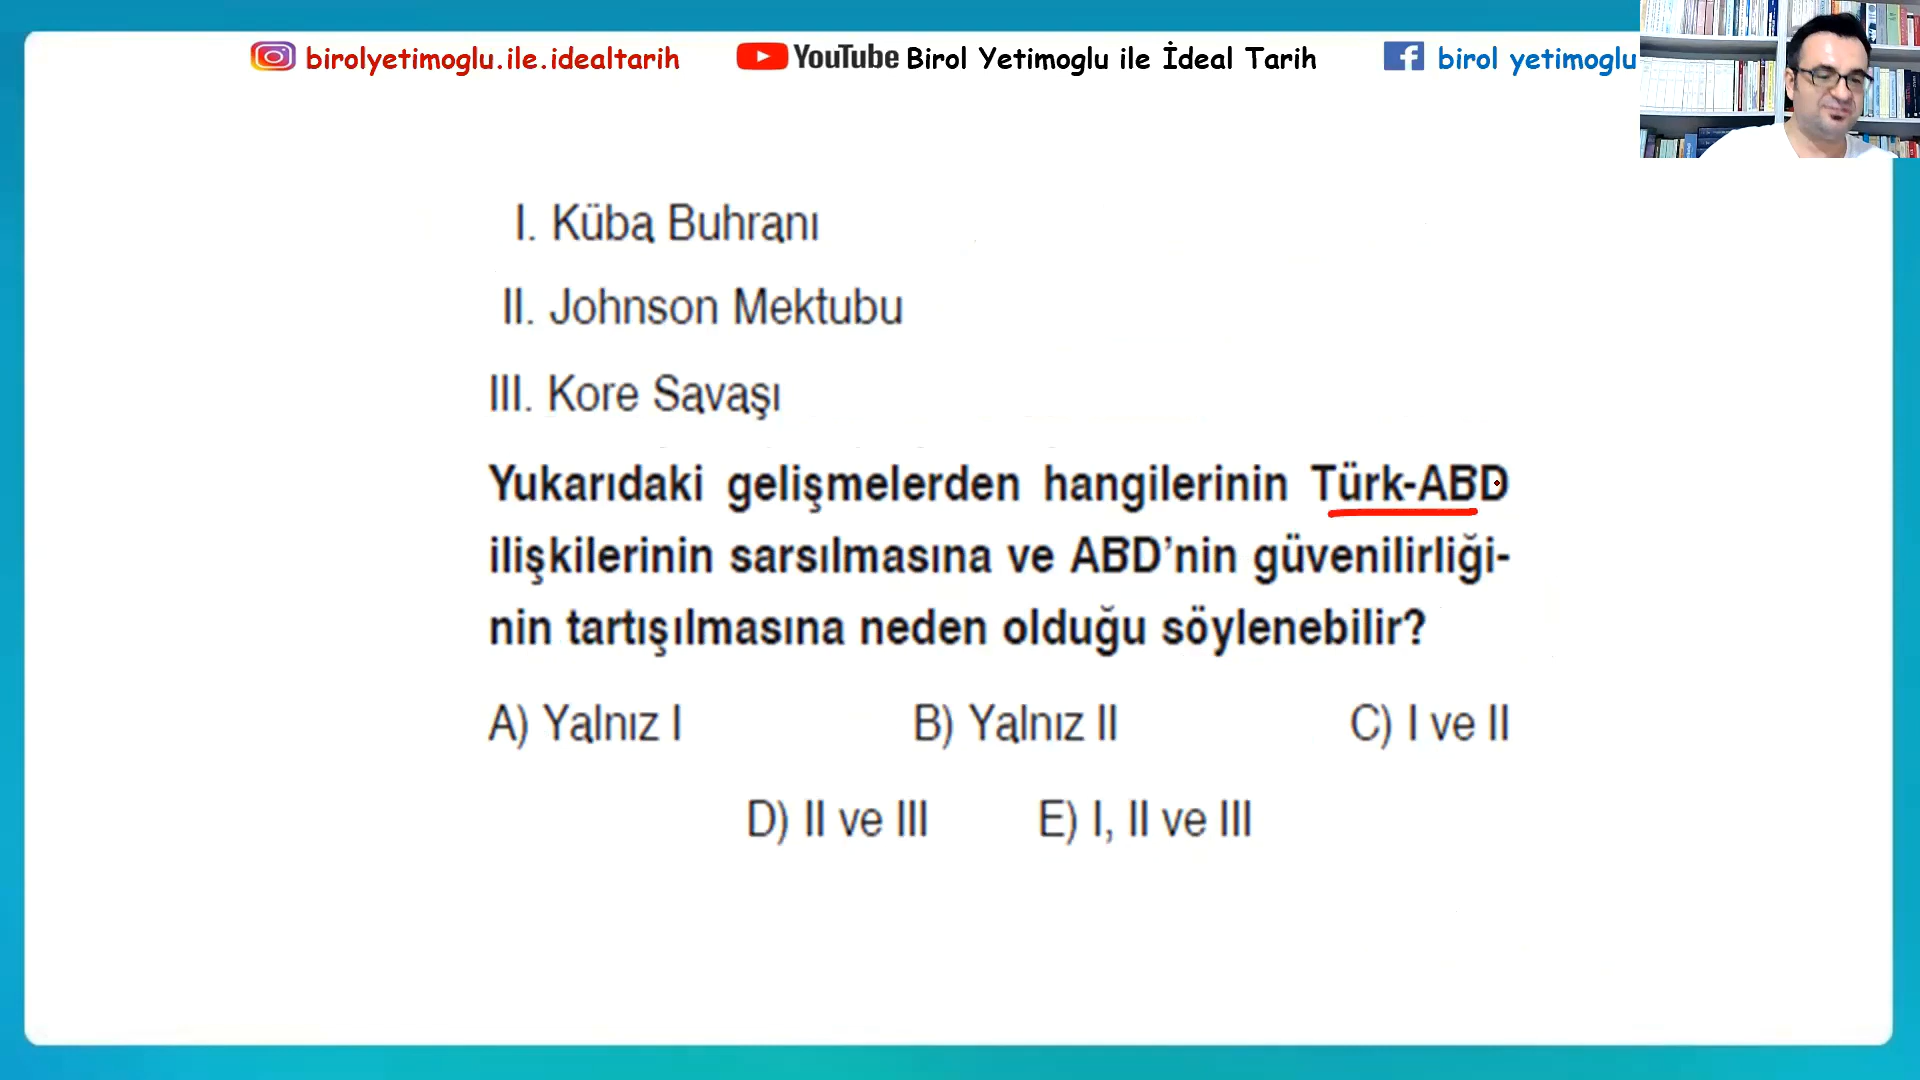 birolyetimoglu.ile.idealtarih YouTube Birol Yetimoglu ile İdeal Tarih birol yetimoglu
I. Küba Buhranı
II. Johnson Mektubu
III. Kore Savaşı
Yukarıdaki gelişmelerden hangilerinin Türk-ABD
ilişkilerinin sarsılmasına ve ABD’nin güvenilirliği-
nin tartışılmasına neden olduğu söylenebilir?
A) Yalnız I B) Yalnız II C) I ve II
D) II ve III E) I, II ve III